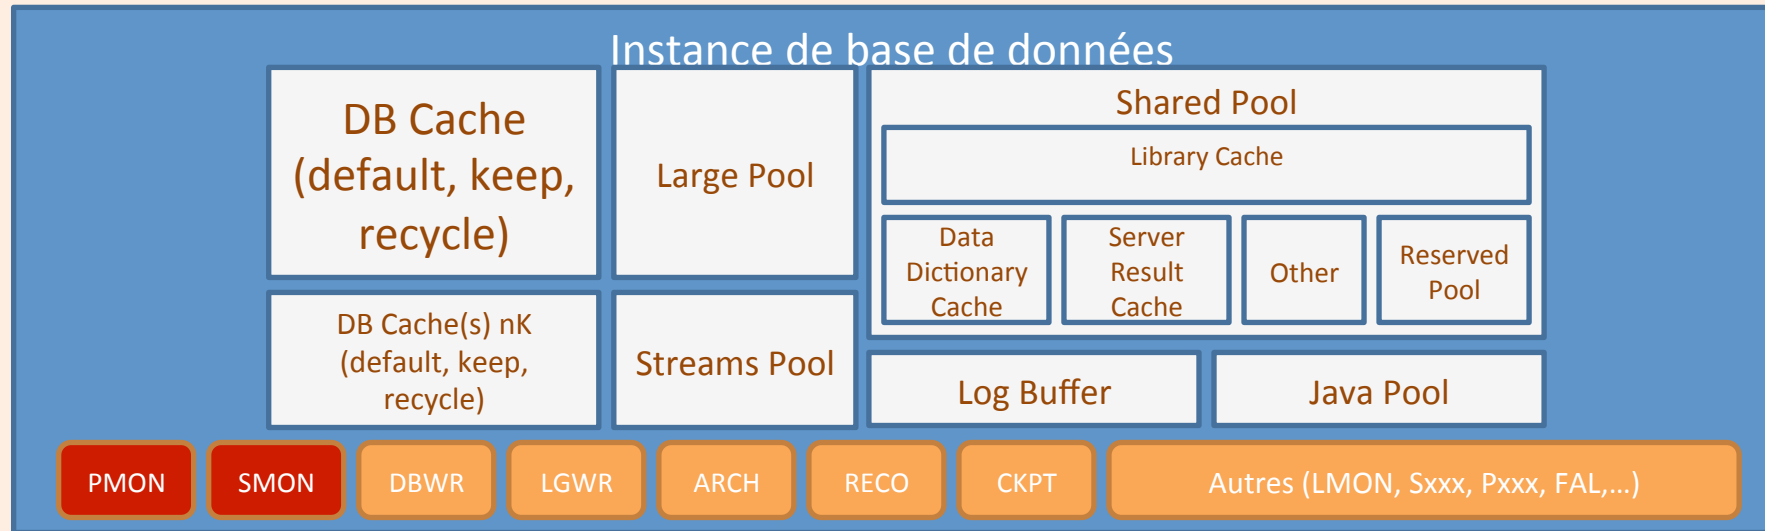 Instance de base de données
DB Cache
(default, keep,
recycle)
Large Pool
Shared Pool
Library Cache
Data
Dictionary
Cache
Server
Result
Cache
Other
Reserved
Pool
DB Cache(s) nK
(default, keep,
recycle)
Streams Pool
Log Buffer
Java Pool
PMON
SMON
DBWR
LGWR
ARCH
RECO
CKPT
Autres (LMON, Sxxx, Pxxx, FAL,...)